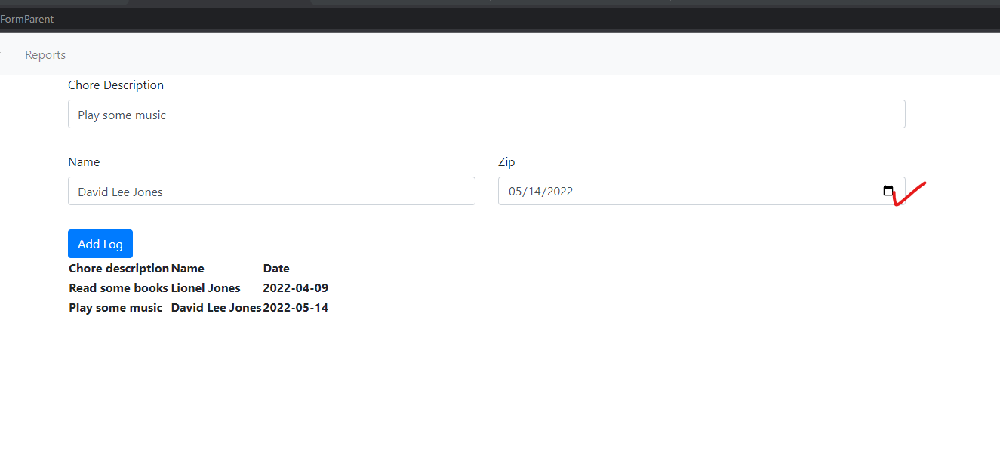 FormParent
Reports
Chore Description
Play some music
Name Zip
David Lee Jones 05/14/2022
Add Log
Chore description Name Date
Read some books Lionel Jones 2022-04-09
Play some music David Lee Jones 2022-05-14